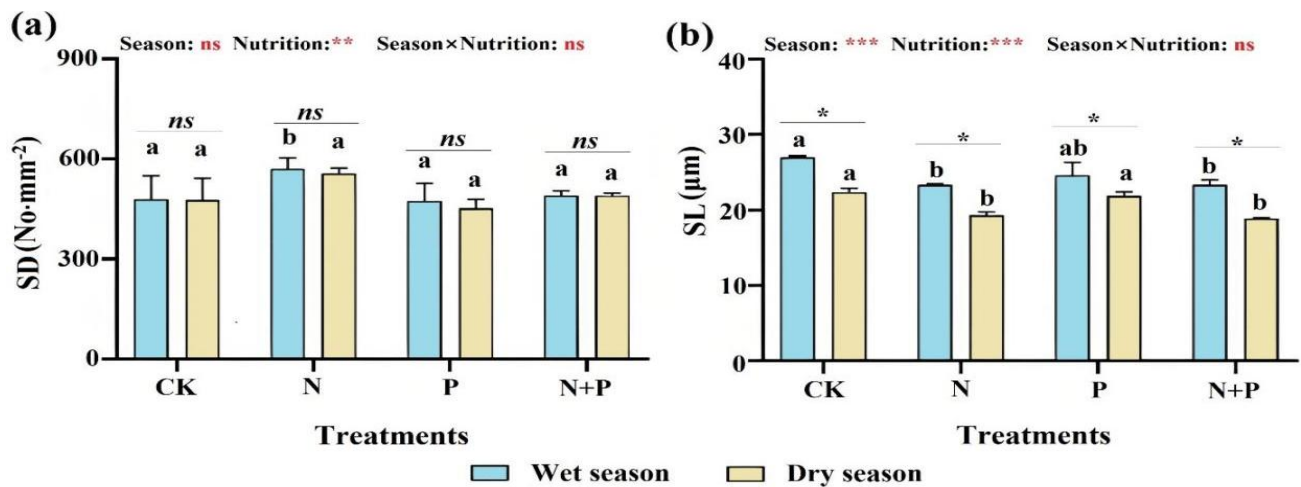 (a)
Season: ns Nutrition:** Season×Nutrition: ns
900
600
300
0
SD (No·mm⁻²)
ns
ns
ns
ns
a a
b a
a a
a a
CK N P N+P
Treatments
(b)
Season: *** Nutrition:*** Season×Nutrition: ns
40
30
20
10
0
SL (μm)
*
*
*
*
a a
b b
ab a
b b
CK N P N+P
Treatments
Wet season Dry season